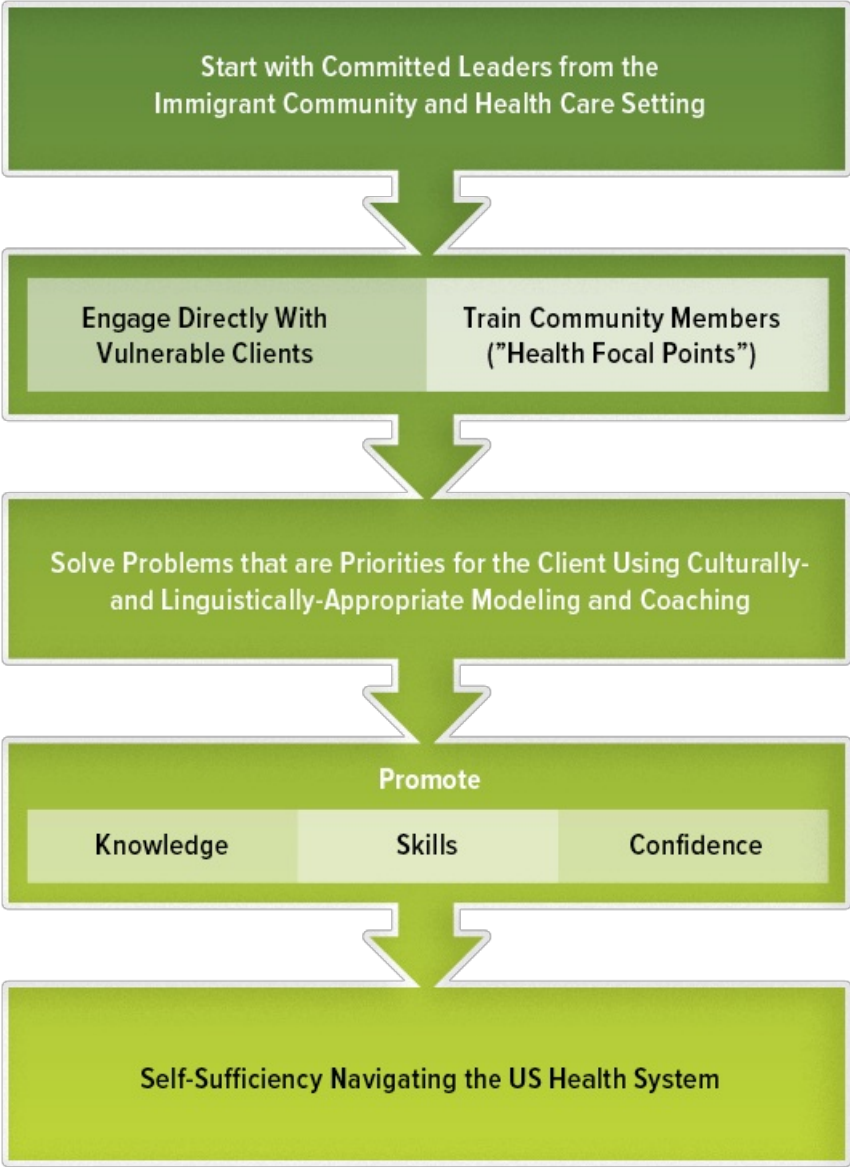 Start with Committed Leaders from the
Immigrant Community and Health Care Setting
Engage Directly With
Vulnerable Clients
Train Community Members
(”Health Focal Points”)
Solve Problems that are Priorities for the Client Using Culturally-
and Linguistically-Appropriate Modeling and Coaching
Promote
Knowledge
Skills
Confidence
Self-Sufficiency Navigating the US Health System